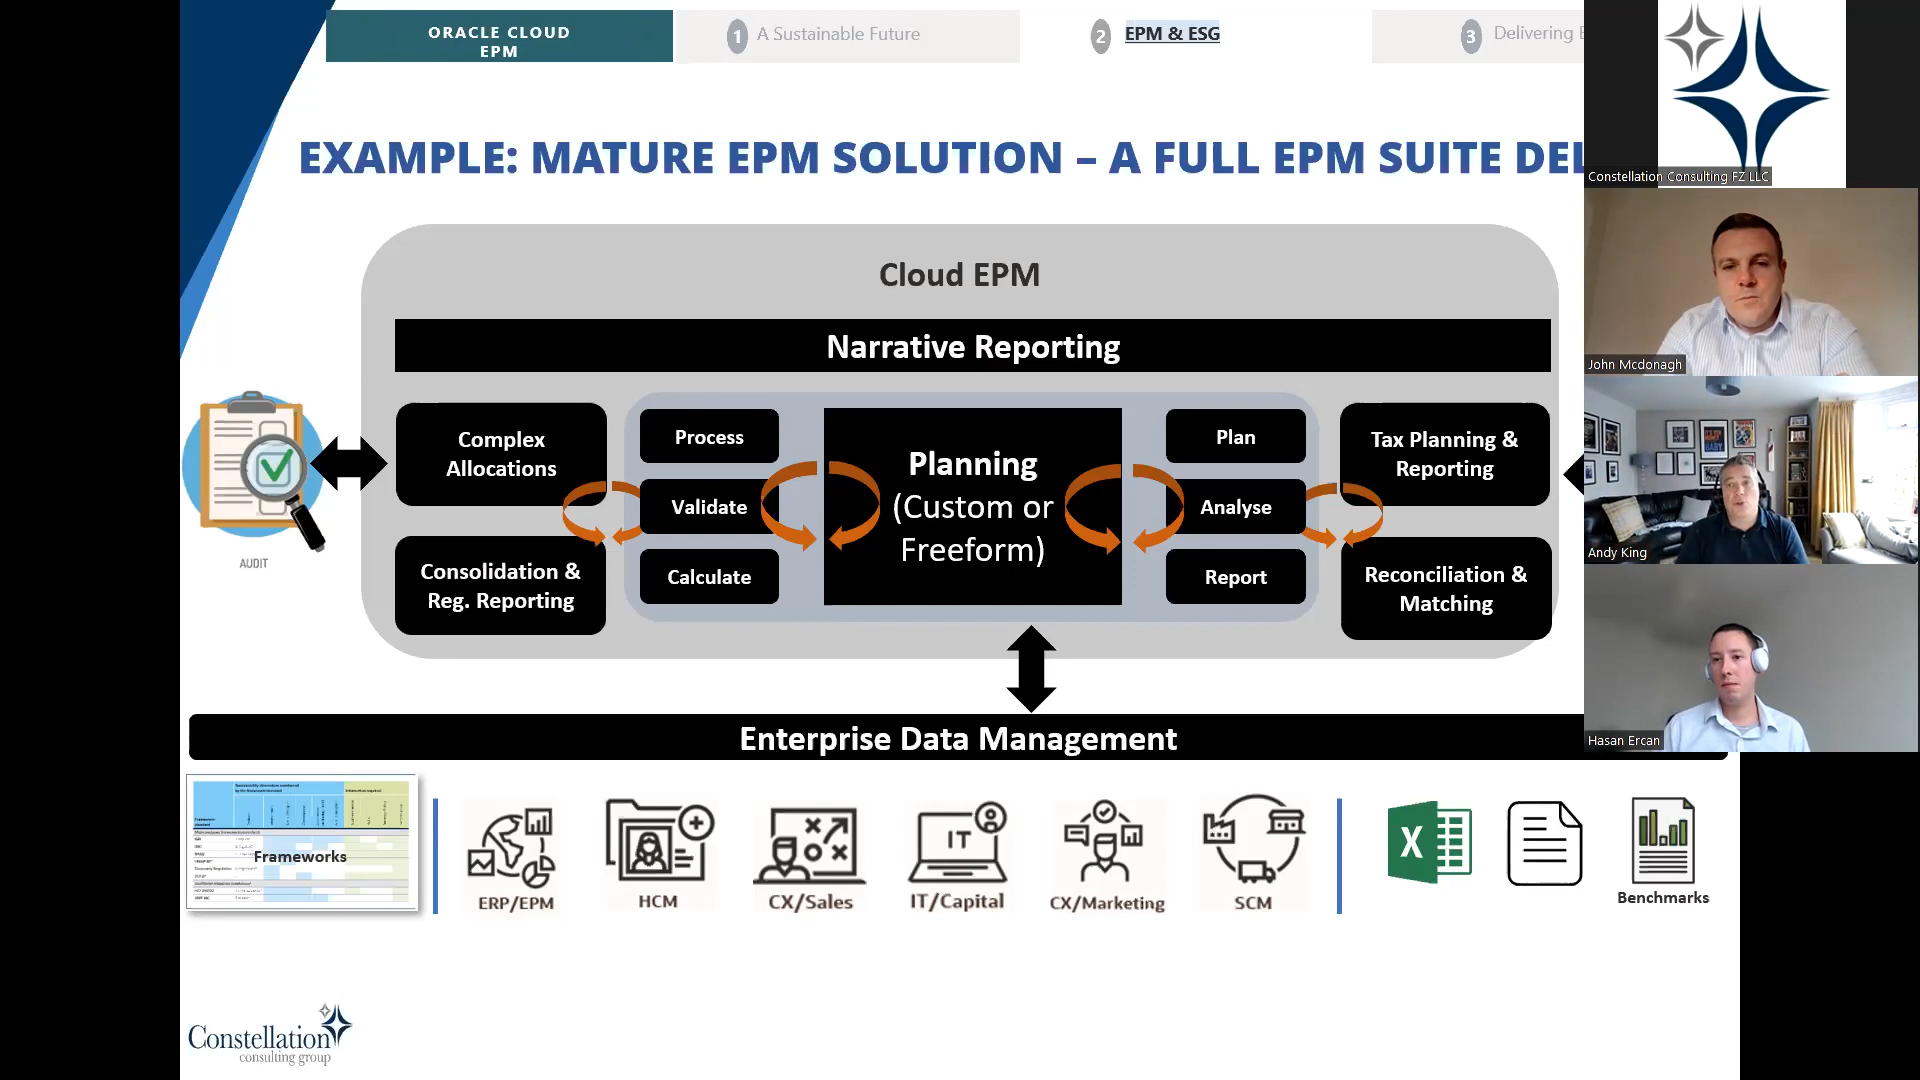 ORACLE CLOUD
EPM
1 A Sustainable Future
2 EPM & ESG
3 Delivering
EXAMPLE: MATURE EPM SOLUTION – A FULL EPM SUITE DEL
Constellation Consulting FZ LLC
Cloud EPM
Narrative Reporting
John Mcdonagh
Complex
Allocations
Process
Planning
(Custom or
Freeform)
Plan
Tax Planning &
Reporting
Validate
Analyse
AUDIT
Andy King
Consolidation &
Reg. Reporting
Calculate
Report
Reconciliation &
Matching
Enterprise Data Management
Hasan Ercan
Frameworks
ERP/EPM
HCM
CX/Sales
IT
IT/Capital
CX/Marketing
SCM
X
Benchmarks
Constellation
consulting group